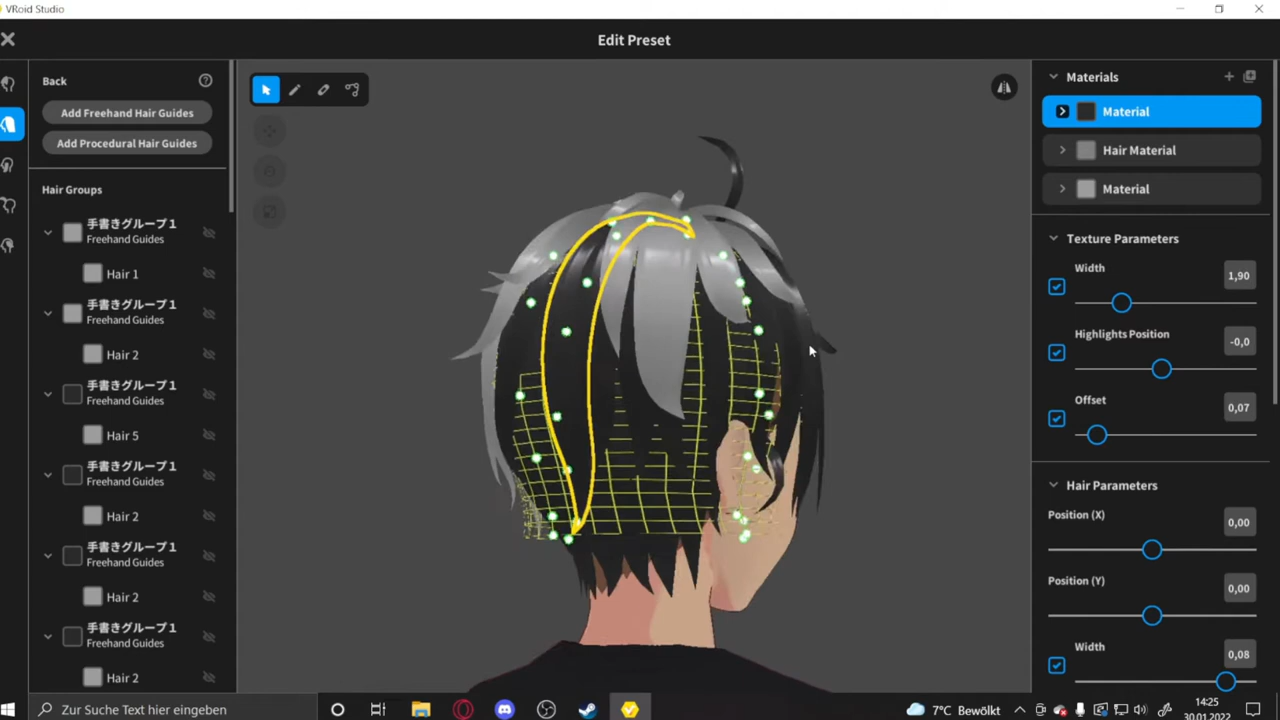 VRoid Studio
Edit Preset
Back
Add Freehand Hair Guides
Add Procedural Hair Guides
Hair Groups
手書きグループ1
Freehand Guides
Hair 1
手書きグループ1
Freehand Guides
Hair 2
手書きグループ1
Freehand Guides
Hair 5
手書きグループ1
Freehand Guides
Hair 2
手書きグループ1
Freehand Guides
Hair 2
手書きグループ1
Freehand Guides
Hair 2
Materials
Material
Hair Material
Material
Texture Parameters
Width
1,90
Highlights Position
-0,0
Offset
0,07
Hair Parameters
Position (X)
0,00
Position (Y)
0,00
Width
0,08
Zur Suche Text hier eingeben
7°C Bewölkt
14:25
30.01.2022